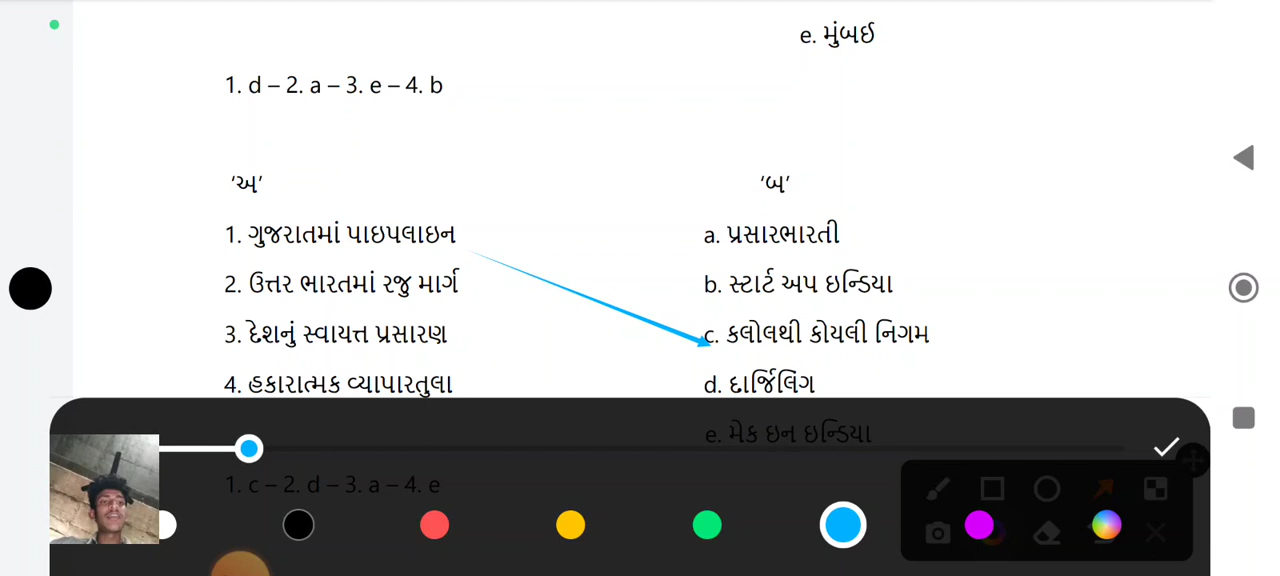 e. મુંબઈ
1. d – 2. a – 3. e – 4. b
‘અ’ ‘બ’
1. ગુજરાતમાં પાઇપલાઇન a. પ્રસારભારતી
2. ઉત્તર ભારતમાં રજુ માર્ગ b. સ્ટાર્ટ અપ ઇન્ડિયા
3. દેશનું સ્વાયત્ત પ્રસારણ c. કલોલથી કોયલી નિગમ
4. હકારાત્મક વ્યાપારતુલા d. દાર્જિલિંગ
e. મેક ઇન ઇન્ડિયા
1. c – 2. d – 3. a – 4. e